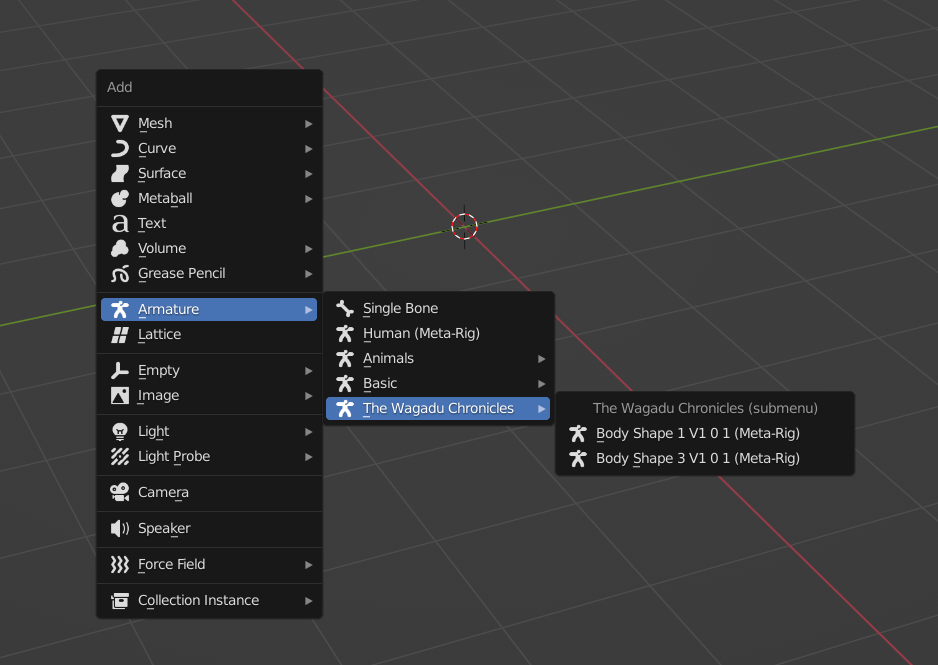 Add
Mesh
Curve
Surface
Metaball
Text
Volume
Grease Pencil
Armature
Lattice
Empty
Image
Light
Light Probe
Camera
Speaker
Force Field
Collection Instance
Single Bone
Human (Meta-Rig)
Animals
Basic
The Wagadu Chronicles
The Wagadu Chronicles (submenu)
Body Shape 1 V1 0 1 (Meta-Rig)
Body Shape 3 V1 0 1 (Meta-Rig)